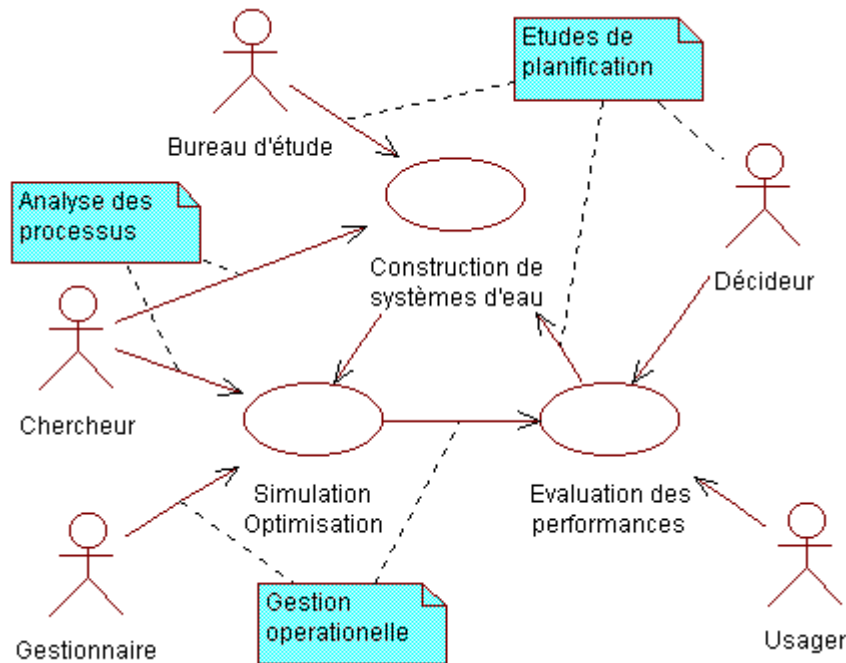 Etudes de
planification
Bureau d'étude
Analyse des
processus
Construction de
systèmes d'eau
Décideur
Chercheur
Simulation
Optimisation
Evaluation des
performances
Gestion
operationelle
Gestionnaire
Usager